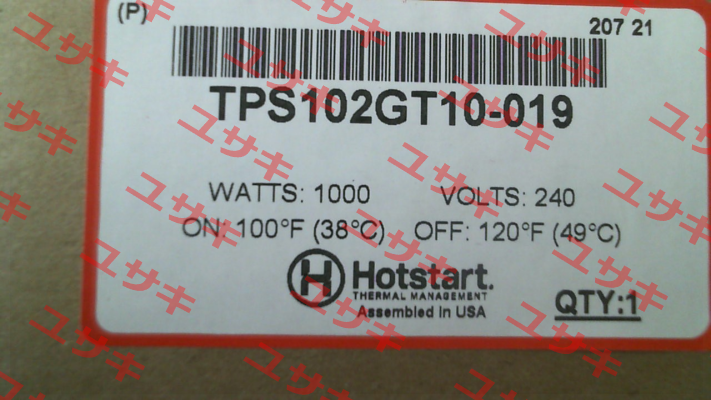 (P) 207 21
TPS102GT10-019
WATTS: 1000 VOLTS: 240
ON: 100°F (38°C) OFF: 120°F (49°C)
H Hotstart.
THERMAL MANAGEMENT
Assembled in USA
QTY:1
ユサキ